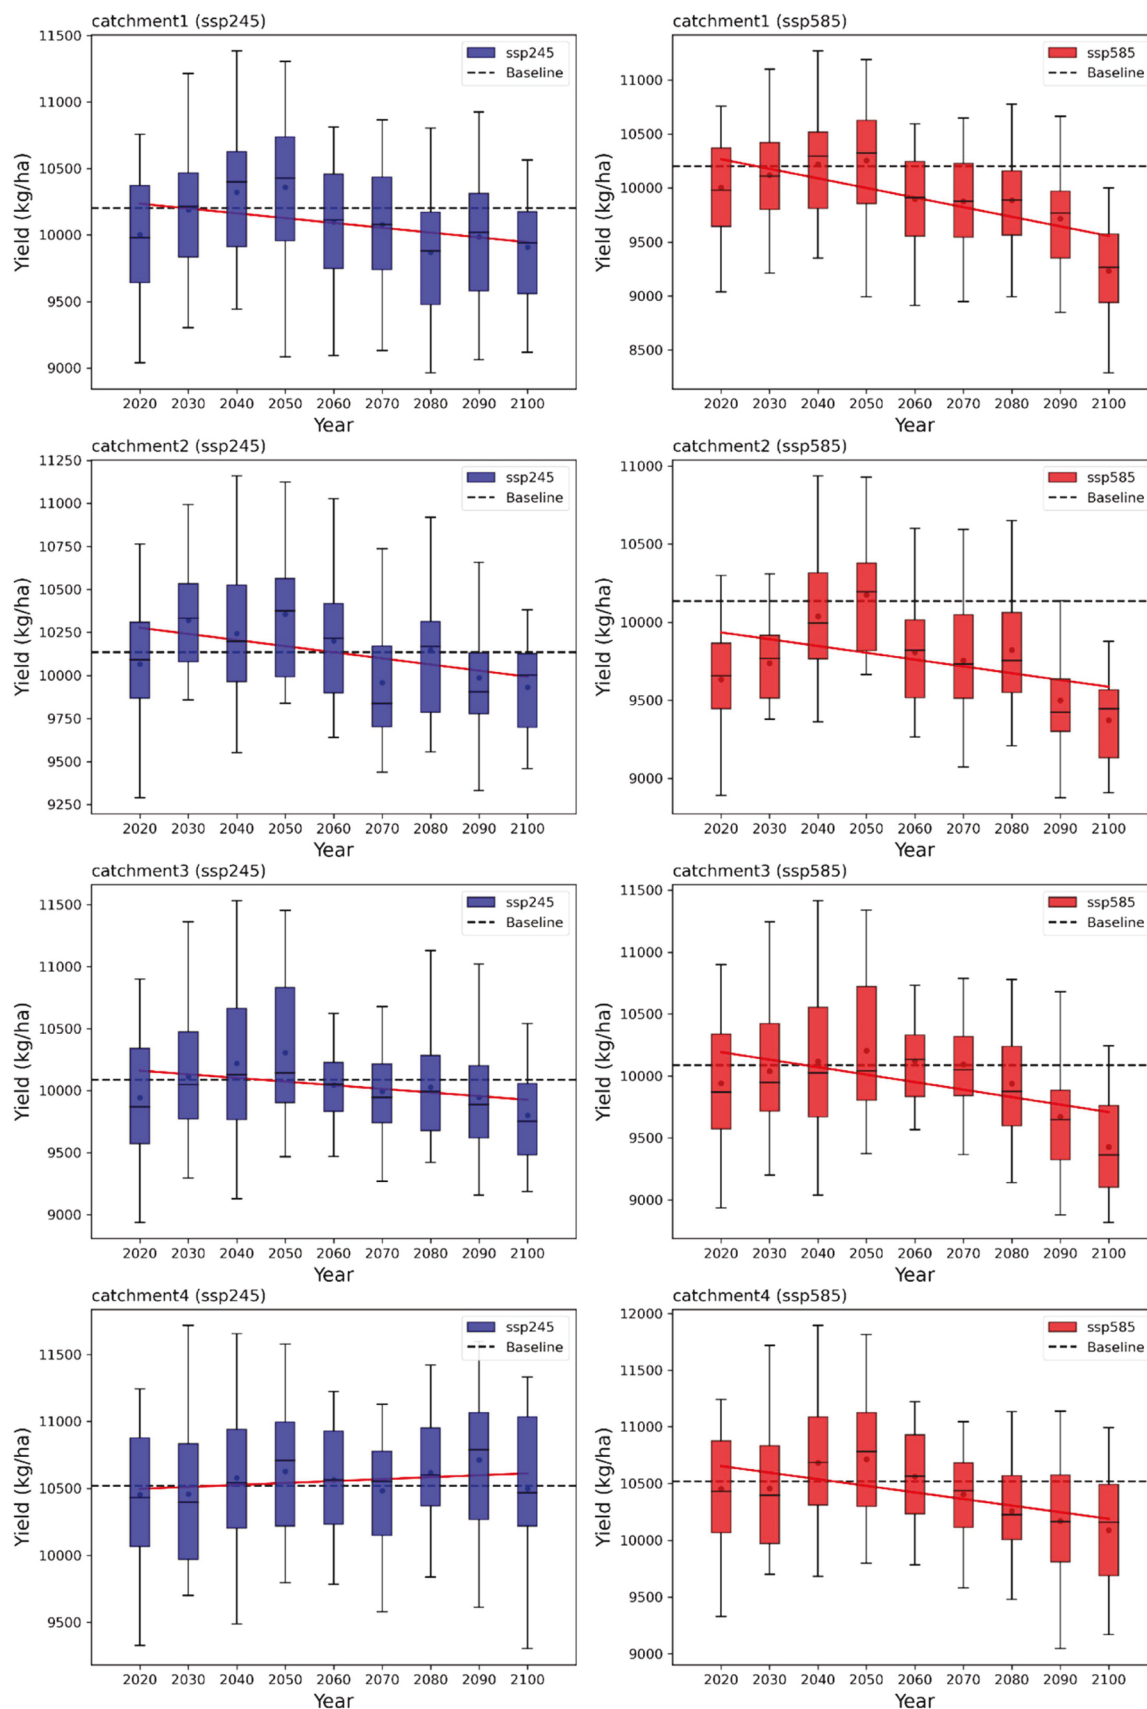 catchment1 (ssp245)
11500
11000
10500
10000
9500
9000
Yield (kg/ha)
ssp245
Baseline
2020 2030 2040 2050 2060 2070 2080 2090 2100
Year
catchment1 (ssp585)
11000
10500
10000
9500
9000
8500
Yield (kg/ha)
ssp585
Baseline
2020 2030 2040 2050 2060 2070 2080 2090 2100
Year
catchment2 (ssp245)
11250
11000
10750
10500
10250
10000
9750
9500
9250
Yield (kg/ha)
ssp245
Baseline
2020 2030 2040 2050 2060 2070 2080 2090 2100
Year
catchment2 (ssp585)
11000
10500
10000
9500
9000
Yield (kg/ha)
ssp585
Baseline
2020 2030 2040 2050 2060 2070 2080 2090 2100
Year
catchment3 (ssp245)
11500
11000
10500
10000
9500
9000
Yield (kg/ha)
ssp245
Baseline
2020 2030 2040 2050 2060 2070 2080 2090 2100
Year
catchment3 (ssp585)
11500
11000
10500
10000
9500
9000
Yield (kg/ha)
ssp585
Baseline
2020 2030 2040 2050 2060 2070 2080 2090 2100
Year
catchment4 (ssp245)
11500
11000
10500
10000
9500
Yield (kg/ha)
ssp245
Baseline
2020 2030 2040 2050 2060 2070 2080 2090 2100
Year
catchment4 (ssp585)
12000
11500
11000
10500
10000
9500
9000
Yield (kg/ha)
ssp585
Baseline
2020 2030 2040 2050 2060 2070 2080 2090 2100
Year